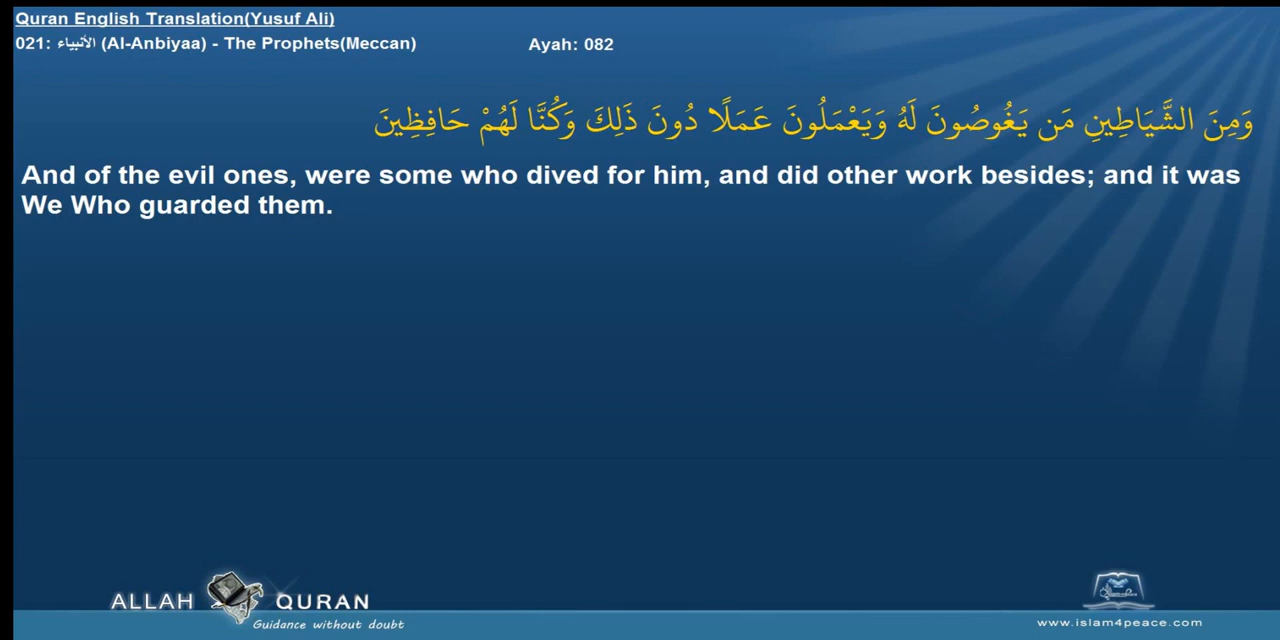 Quran English Translation(Yusuf Ali)
021: الأنبياء (Al-Anbiyaa) - The Prophets(Meccan) Ayah: 082
وَمِنَ الشَّيَاطِينِ مَن يَغُوصُونَ لَهُ وَيَعْمَلُونَ عَمَلًا دُونَ ذَلِكَ وَكُنَّا لَهُمْ حَافِظِينَ
And of the evil ones, were some who dived for him, and did other work besides; and it was
We Who guarded them.
ALLAH QURAN
Guidance without doubt
www.islam4peace.com